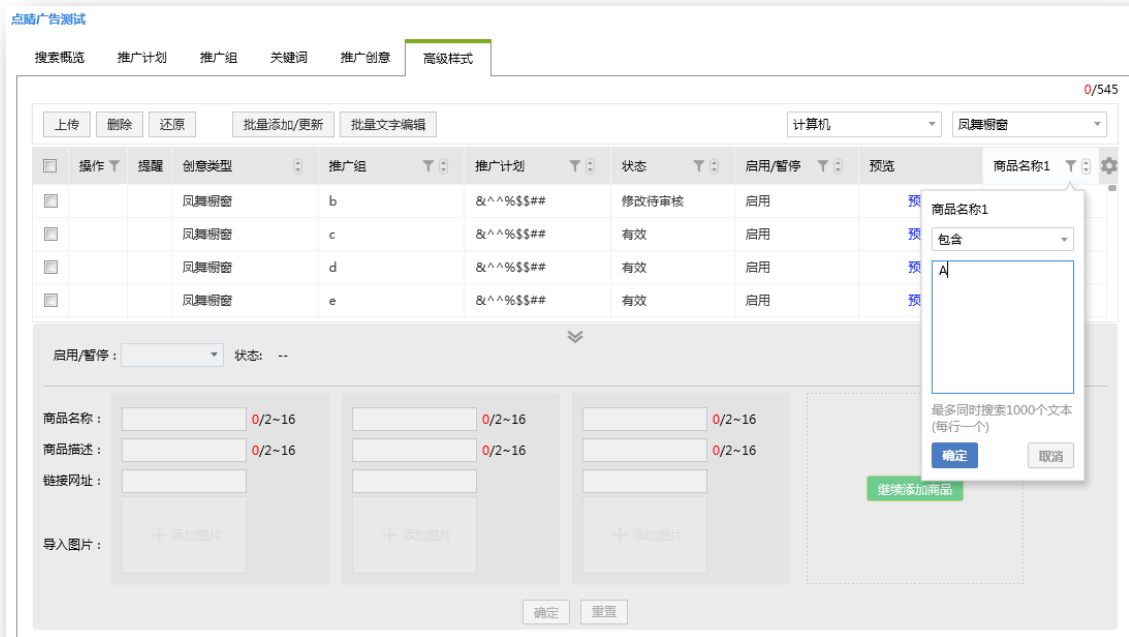 点睛广告测试
搜索概览 推广计划 推广组 关键词 推广创意 高级样式
0/545
上传 删除 还原 批量添加/更新 批量文字编辑 计算机 凤舞橱窗
操作 提醒 创意类型 推广组 推广计划 状态 启用/暂停 预览 商品名称1
凤舞橱窗 b &^^%$$## 修改待审核 启用 预
凤舞橱窗 c &^^%$$## 有效 启用 预
凤舞橱窗 d &^^%$$## 有效 启用 预
凤舞橱窗 e &^^%$$## 有效 启用 预
商品名称1
包含
A
最多同时搜索1000个文本
(每行一个)
确定 取消
启用/暂停: 状态: --
商品名称: 0/2~16 0/2~16 0/2~16
商品描述: 0/2~16 0/2~16 0/2~16
链接网址:
继续添加商品
导入图片: 添加图片 添加图片 添加图片
确定 重置